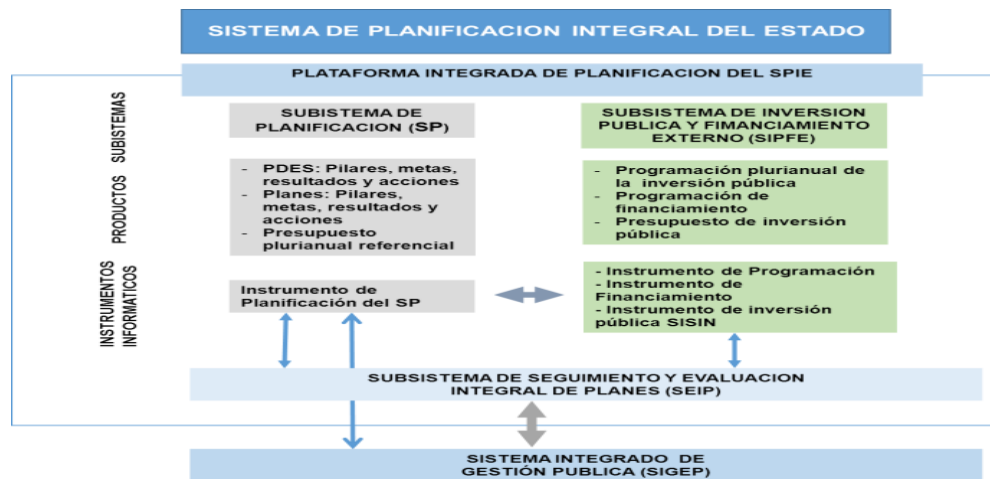 SISTEMA DE PLANIFICACION INTEGRAL DEL ESTADO
PLATAFORMA INTEGRADA DE PLANIFICACION DEL SPIE
SUBSISTEMAS
SUBISTEMA DE
PLANIFICACION (SP)
SUBSISTEMA DE INVERSION
PUBLICA Y FIMANCIAMIENTO
EXTERNO (SIPFE)
PRODUCTOS
- PDES: Pilares, metas,
resultados y acciones
- Planes: Pilares,
metas, resultados y
acciones
- Presupuesto
plurianual referencial
- Programación plurianual de
la inversión pública
- Programación de
financiamiento
- Presupuesto de inversión
pública
INSTRUMENTOS
INFORMATICOS
Instrumento de
Planificación del SP
- Instrumento de Programación
- Instrumento de
Financiamiento
- Instrumento de inversión
pública SISIN
SUBSISTEMA DE SEGUIMIENTO Y EVALUACION
INTEGRAL DE PLANES (SEIP)
SISTEMA INTEGRADO DE
GESTIÓN PUBLICA (SIGEP)